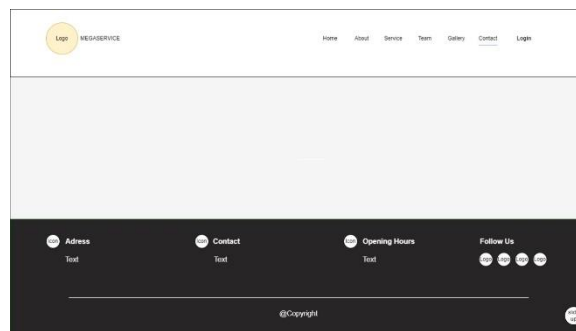 Logo MEGASERVICE Home About Service Team Gallery Contact Login
Icon Adress Icon Contact Icon Opening Hours Follow Us
Text Text Text Logo Logo Logo Logo
@Copyright